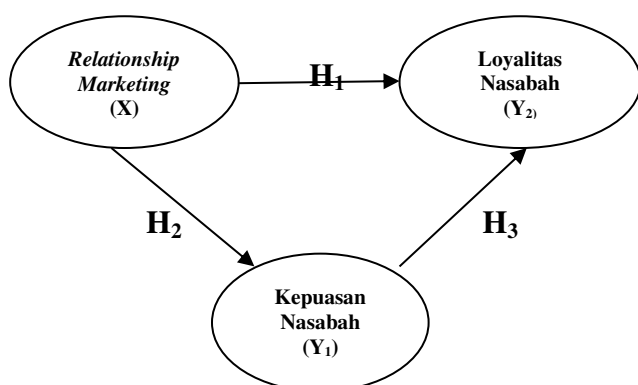 Relationship
Marketing
(X)
H₁
Loyalitas
Nasabah
(Y₂)
H₂
H₃
Kepuasan
Nasabah
(Y₁)